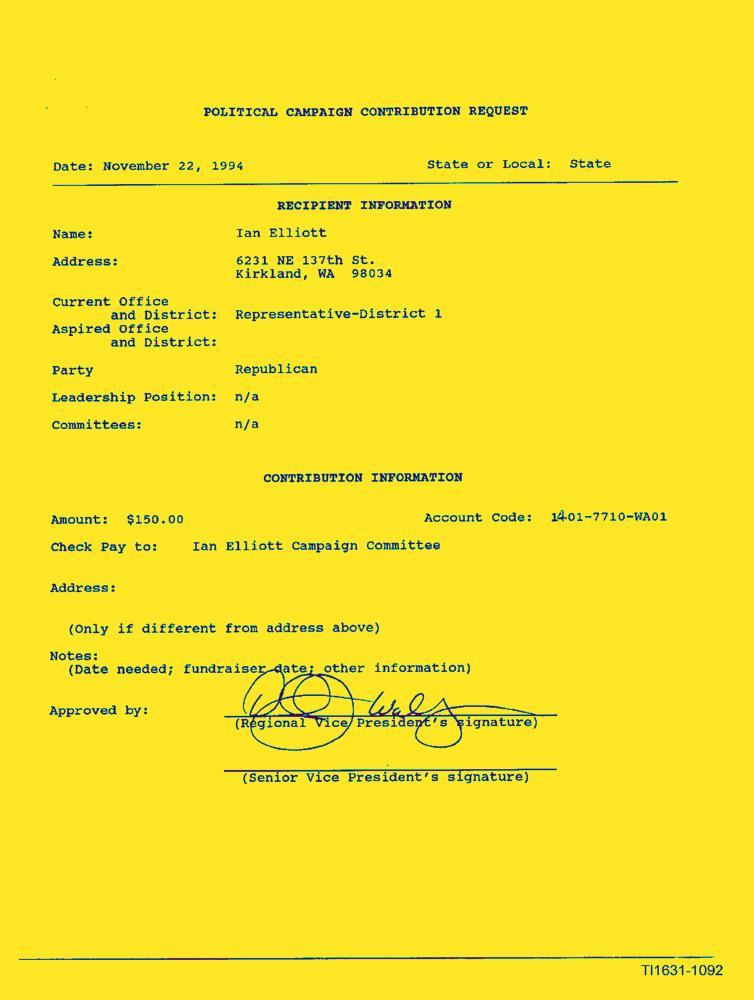 POLITICAL CAMPAIGN CONTRIBUTION REQUEST
Date: November 22, 1994 State or Local: State
RECIPIENT INFORMATION
Name: Ian Elliott
Address: 6231 NE 137th St.
Kirkland, WA 98034
Current Office
and District: Representative-District 1
Aspired Office
and District:
Party Republican
Leadership Position: n/a
Committees: n/a
CONTRIBUTION INFORMATION
Amount: $150.00 Account Code: 1401-7710-WA01
Check Pay to: Ian Elliott Campaign Committee
Address:
(Only if different from address above)
Notes:
(Date needed; fundraiser date; other information)
Approved by:
(Regional Vice President's signature)
(Senior Vice President's signature)
TI1631-1092